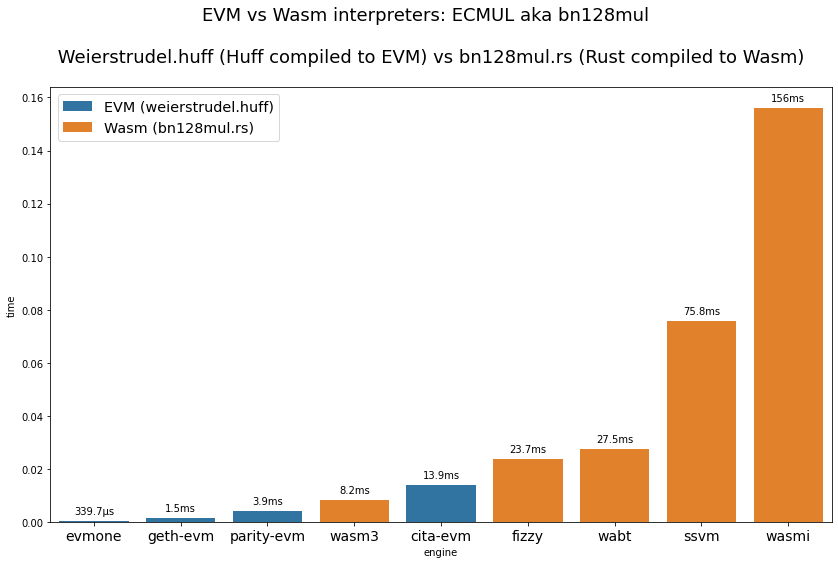 EVM vs Wasm interpreters: ECMUL aka bn128mul
Weierstrudel.huff (Huff compiled to EVM) vs bn128mul.rs (Rust compiled to Wasm)
EVM (weierstrudel.huff)
Wasm (bn128mul.rs)
time
0.16
0.14
0.12
0.10
0.08
0.06
0.04
0.02
0.00
339.7µs
1.5ms
3.9ms
8.2ms
13.9ms
23.7ms
27.5ms
75.8ms
156ms
evmone geth-evm parity-evm wasm3 cita-evm fizzy wabt ssvm wasmi
engine